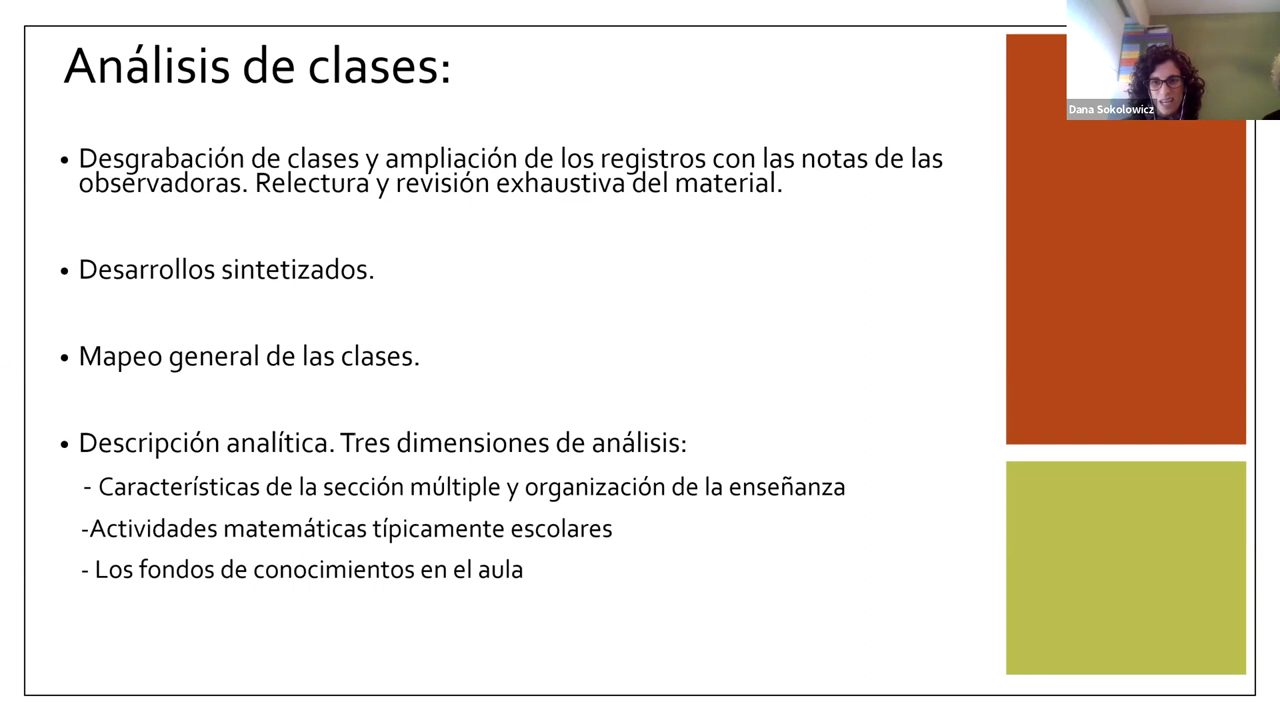 Análisis de clases:
Dana Sokolowicz
• Desgrabación de clases y ampliación de los registros con las notas de las
observadoras. Relectura y revisión exhaustiva del material.
• Desarrollos sintetizados.
• Mapeo general de las clases.
• Descripción analítica. Tres dimensiones de análisis:
- Características de la sección múltiple y organización de la enseñanza
-Actividades matemáticas típicamente escolares
- Los fondos de conocimientos en el aula